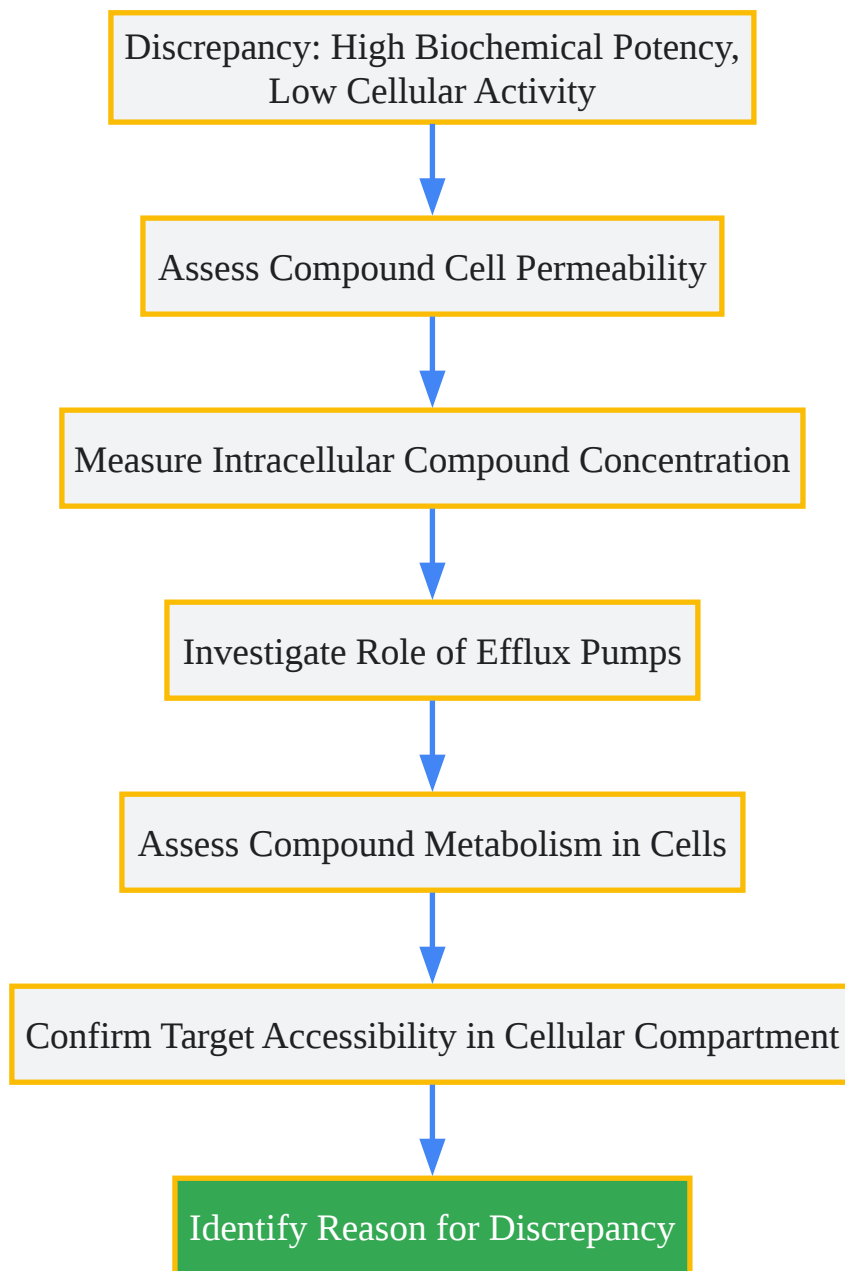 Discrepancy: High Biochemical Potency,
Low Cellular Activity
Assess Compound Cell Permeability
Measure Intracellular Compound Concentration
Investigate Role of Efflux Pumps
Assess Compound Metabolism in Cells
Confirm Target Accessibility in Cellular Compartment
Identify Reason for Discrepancy